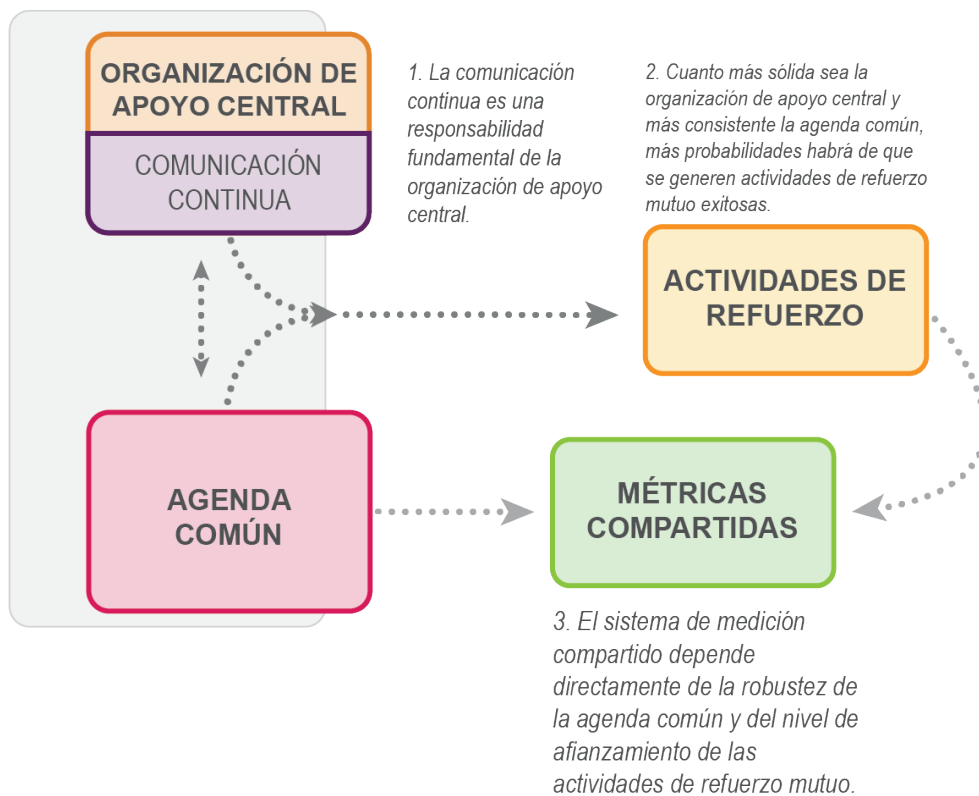 ORGANIZACIÓN DE
APOYO CENTRAL
COMUNICACIÓN
CONTINUA
1. La comunicación
continua es una
responsabilidad
fundamental de la
organización de apoyo
central.
2. Cuanto más sólida sea la
organización de apoyo central y
más consistente la agenda común,
más probabilidades habrá de que
se generen actividades de refuerzo
mutuo exitosas.
ACTIVIDADES DE
REFUERZO
AGENDA
COMÚN
MÉTRICAS
COMPARTIDAS
3. El sistema de medición
compartido depende
directamente de la robustez de
la agenda común y del nivel de
afianzamiento de las
actividades de refuerzo mutuo.